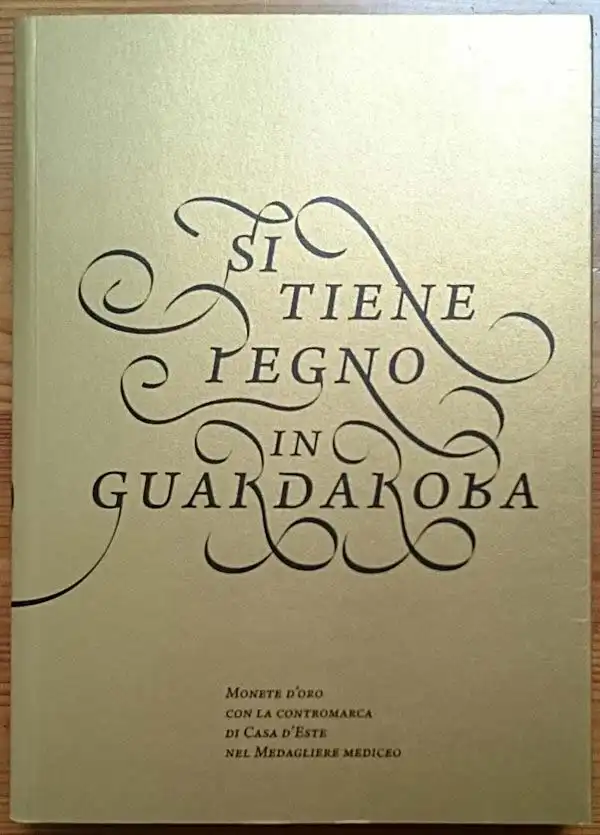 SI
TIENE
PEGNO
IN
GUARDAROBA
MONETE D'ORO
CON LA CONTROMARCA
DI CASA D'ESTE
NEL MEDAGLIERE MEDICEO